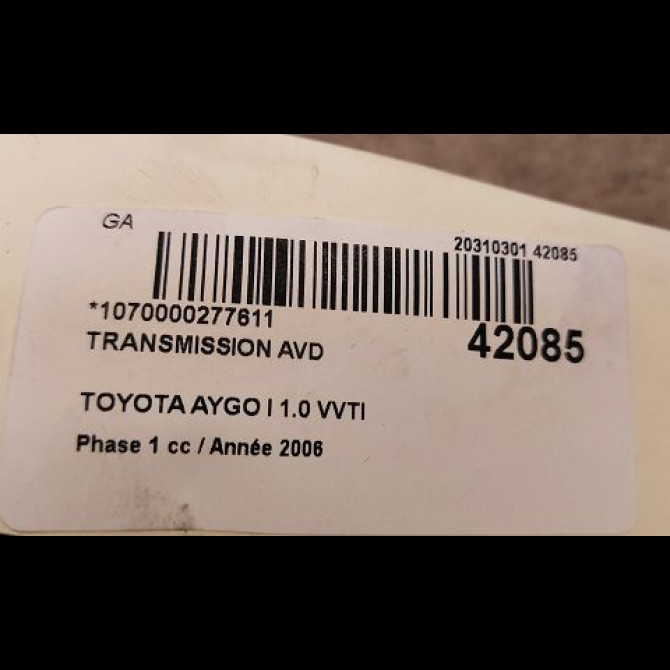 GA
20310301 42085
*1070000277611
42085
TRANSMISSION AVD
TOYOTA AYGO I 1.0 VVTI
Phase 1 cc / Année 2006